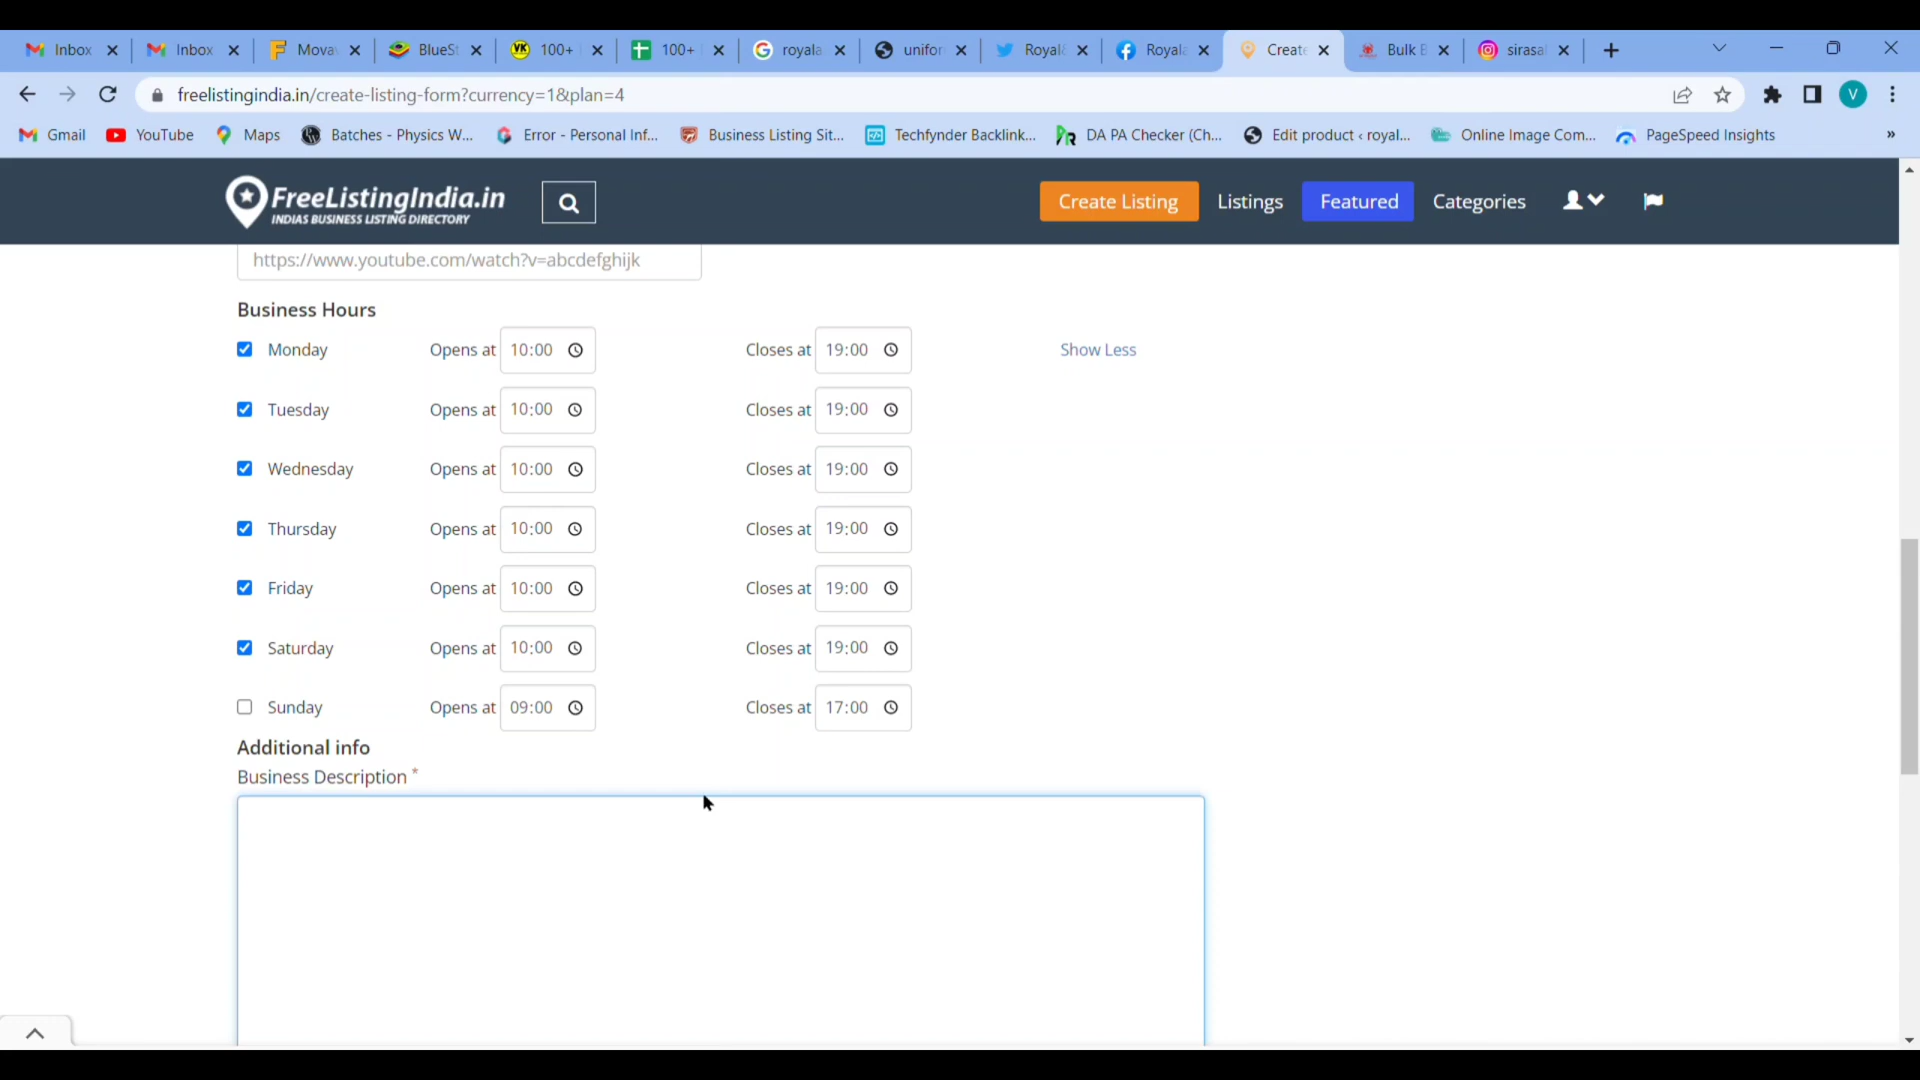 Inbox
Inbox
Mova
BlueSt
VK
100+
100+
royala
unifor
Royal
Royala
Create
Bulk B
sirasa
freelistingindia.in/create-listing-form?currency=1&plan=4
V
Gmail
YouTube
Maps
Batches - Physics W...
Error - Personal Inf...
Business Listing Sit...
Techfynder Backlink...
DA PA Checker (Ch...
Edit product ‹ royal...
Online Image Com...
PageSpeed Insights
»
FreeListingIndia.in
INDIAS BUSINESS LISTING DIRECTORY
Create Listing
Listings
Featured
Categories
https://www.youtube.com/watch?v=abcdefghijk
Business Hours
Monday Opens at 10:00 Closes at 19:00 Show Less
Tuesday Opens at 10:00 Closes at 19:00
Wednesday Opens at 10:00 Closes at 19:00
Thursday Opens at 10:00 Closes at 19:00
Friday Opens at 10:00 Closes at 19:00
Saturday Opens at 10:00 Closes at 19:00
Sunday Opens at 09:00 Closes at 17:00
Additional info
Business Description *